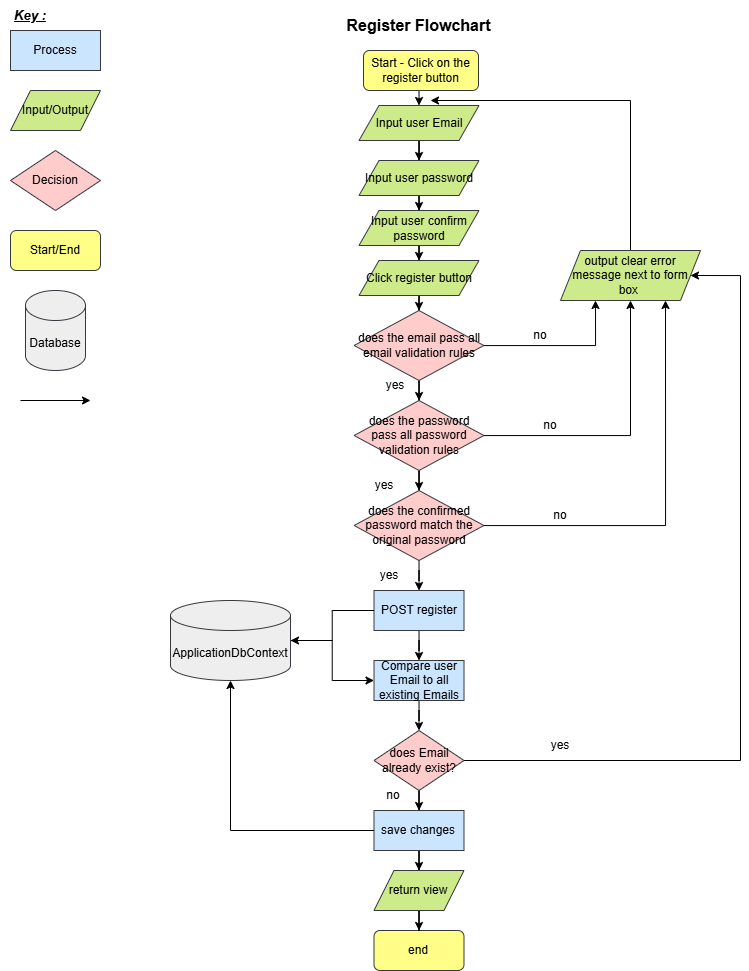 Key :
Process
Input/Output
Decision
Start/End
Database
Register Flowchart
Start - Click on the
register button
Input user Email
Input user password
Input user confirm
password
Click register button
output clear error
message next to form
box
does the email pass all
email validation rules
no
yes
does the password
pass all password
validation rules
no
yes
does the confirmed
password match the
original password
no
yes
POST register
ApplicationDbContext
Compare user
Email to all
existing Emails
does Email
already exist?
yes
no
save changes
return view
end